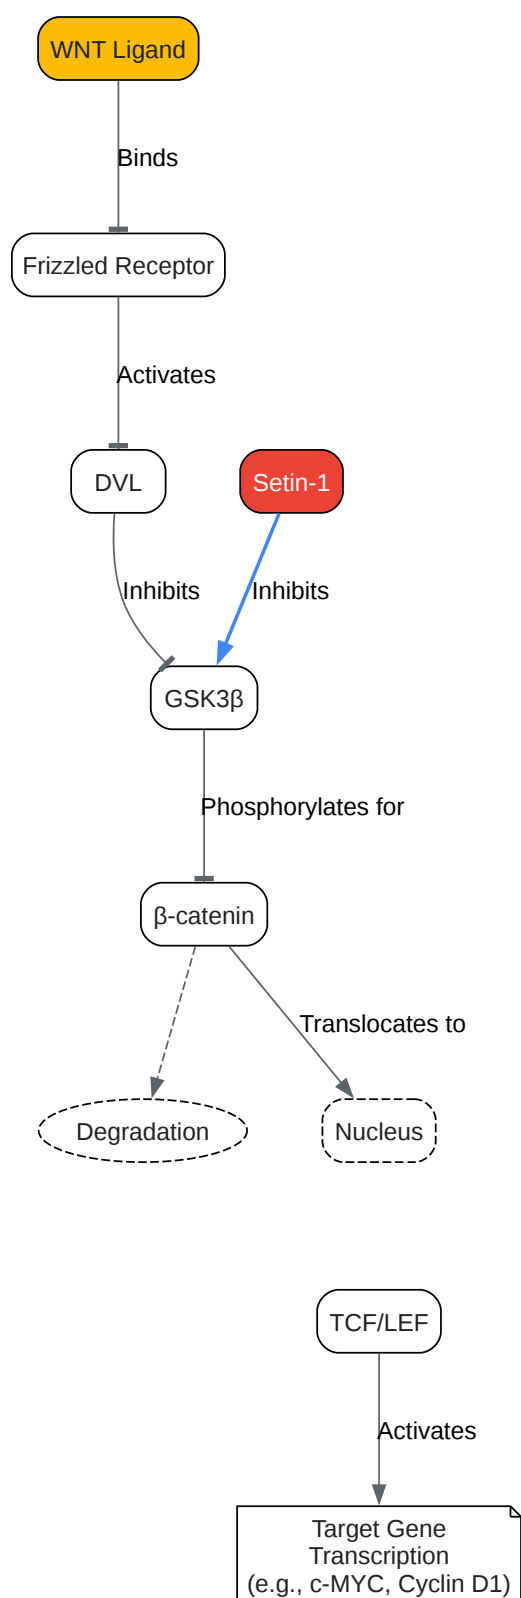 WNT Ligand
Binds
Frizzled Receptor
Activates
DVL
Setin-1
Inhibits
Inhibits
GSK3β
Phosphorylates for
β-catenin
Translocates to
Degradation
Nucleus
TCF/LEF
Activates
Target Gene
Transcription
(e.g., c-MYC, Cyclin D1)